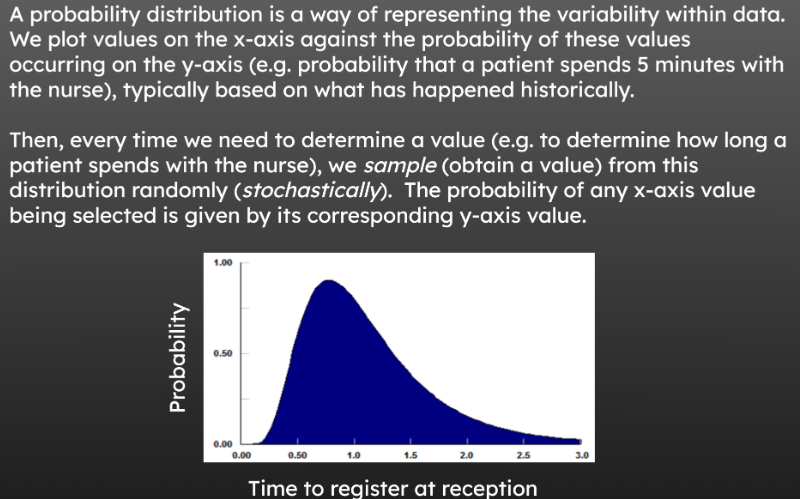 A probability distribution is a way of representing the variability within data.
We plot values on the x-axis against the probability of these values
occurring on the y-axis (e.g. probability that a patient spends 5 minutes with
the nurse), typically based on what has happened historically.
Then, every time we need to determine a value (e.g. to determine how long a
patient spends with the nurse), we sample (obtain a value) from this
distribution randomly (stochastically). The probability of any x-axis value
being selected is given by its corresponding y-axis value.
1.00
Probability
0.50
0.00
0.00 0.50 1.0 1.5 2.0 2.5 3.0
Time to register at reception